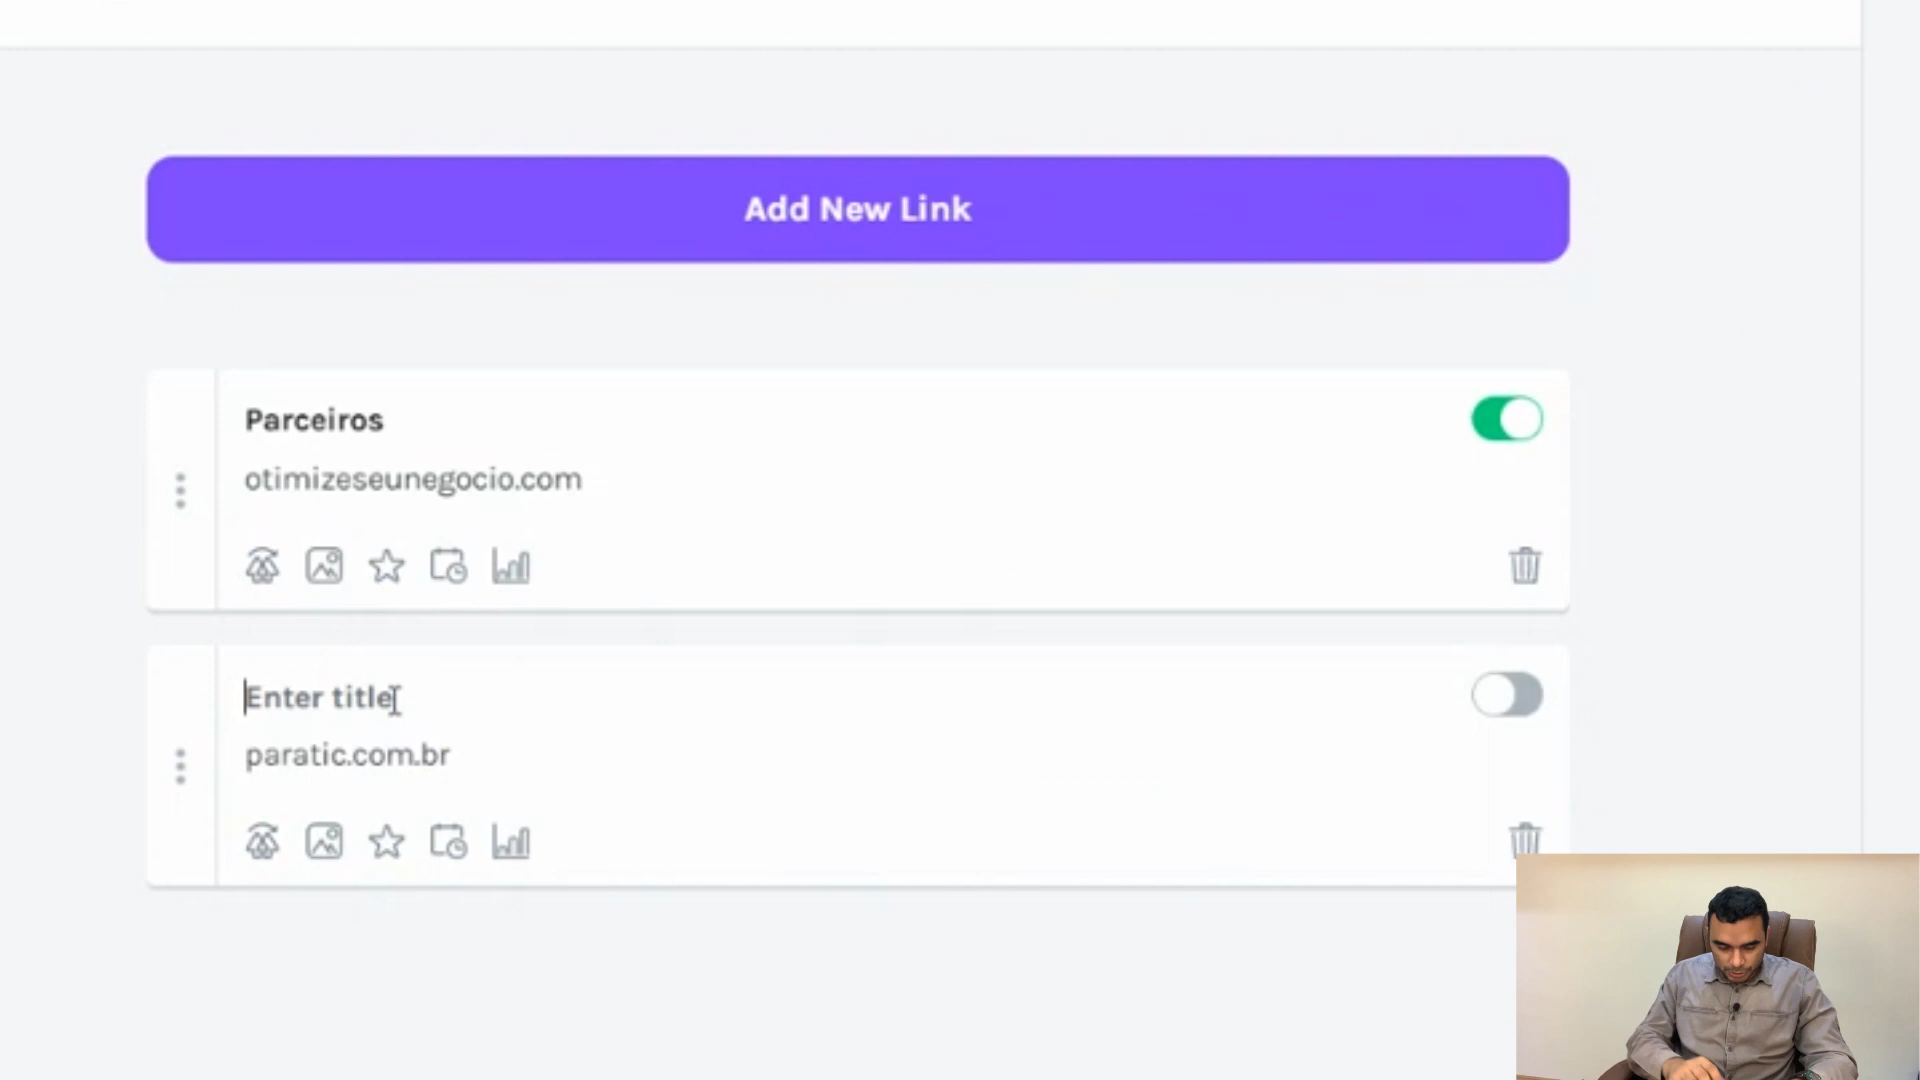 Add New Link
Parceiros
otimizeseunegocio.com
Enter title
paratic.com.br